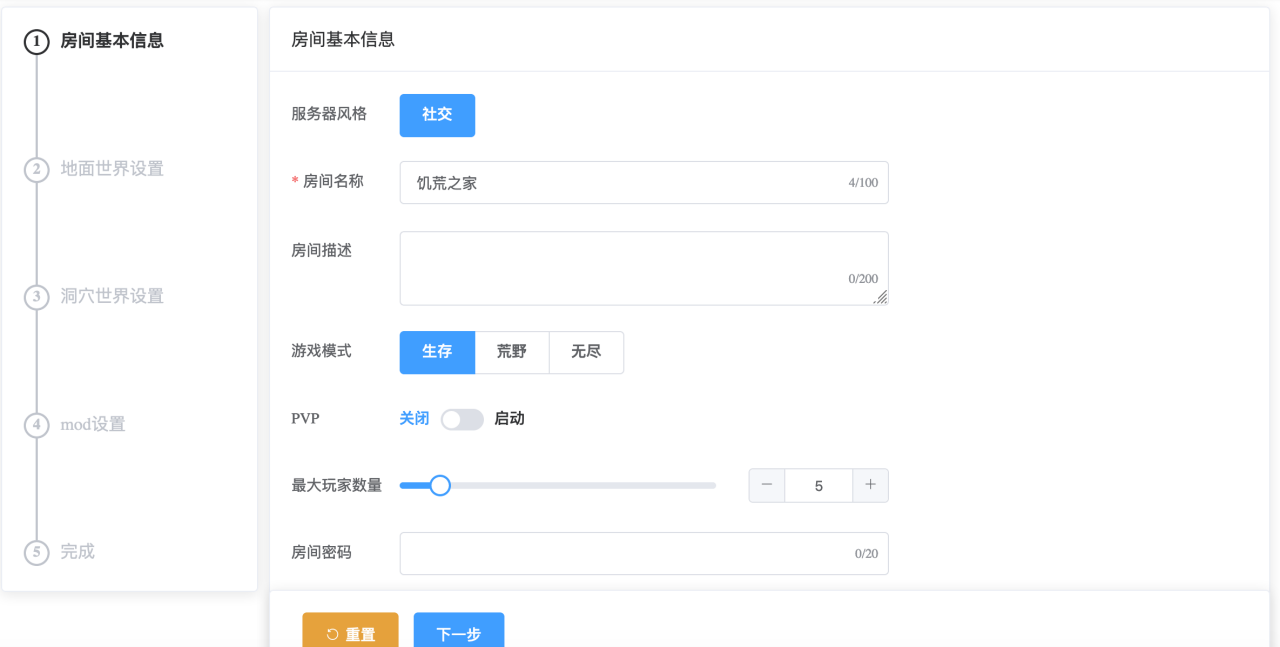 1 房间基本信息
2 地面世界设置
3 洞穴世界设置
4 mod设置
5 完成
房间基本信息
服务器风格 社交
* 房间名称 饥荒之家 4/100
房间描述 0/200
游戏模式 生存 荒野 无尽
PVP 关闭 启动
最大玩家数量 － 5 +
房间密码 0/20
重置 下一步